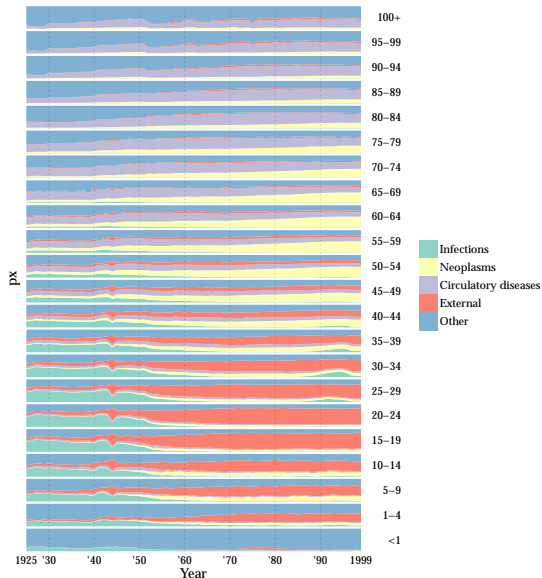 100+
95–99
90–94
85–89
80–84
75–79
70–74
65–69
60–64
55–59
50–54
45–49
40–44
35–39
30–34
25–29
20–24
15–19
10–14
5–9
1–4
<1
px
Infections
Neoplasms
Circulatory diseases
External
Other
1925 '30 '40 '50 '60 '70 '80 '90 1999
Year